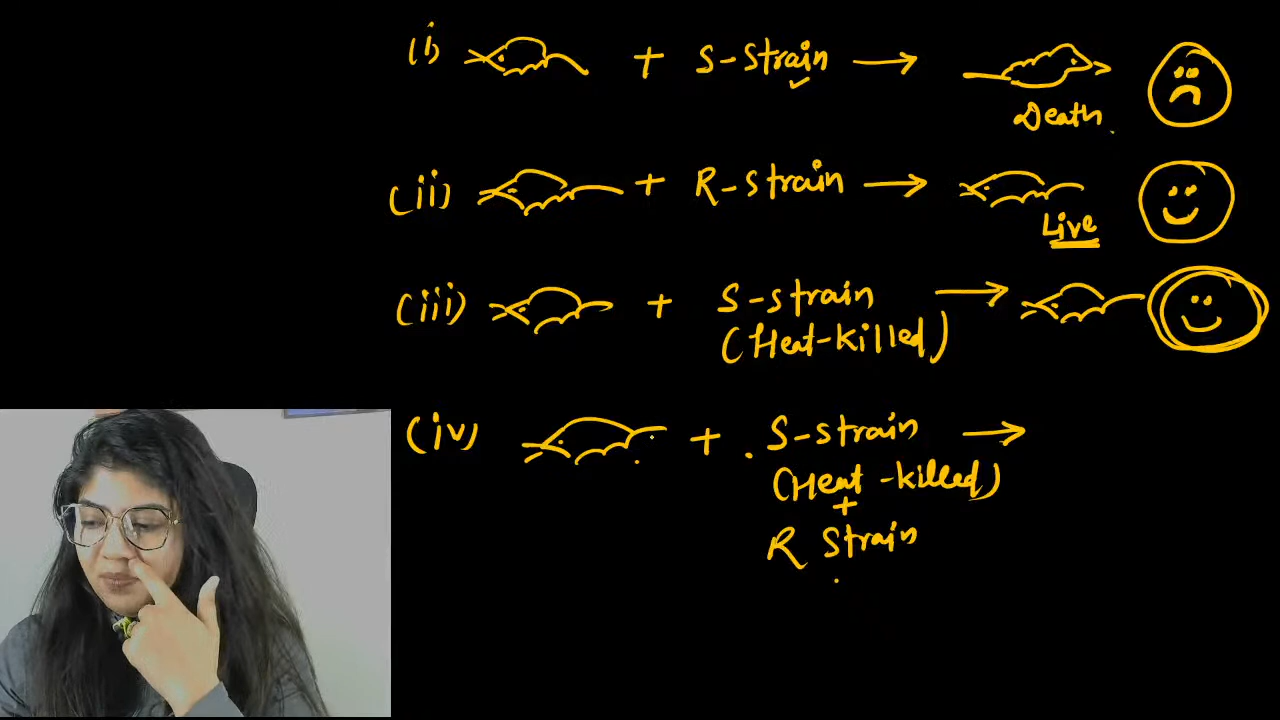 (i) + S-Strain → Death
(ii) + R-Strain → Live
(iii) + S-strain →
(Heat-killed)
(iv) + S-strain →
(Heat-killed)
+
R Strain